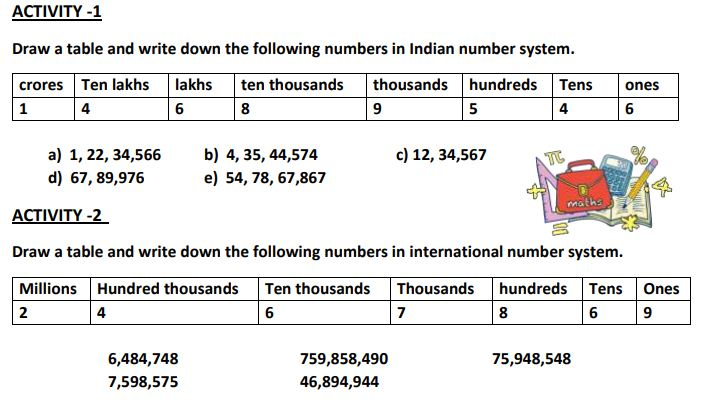 ACTIVITY -1
Draw a table and write down the following numbers in Indian number system.
crores Ten lakhs lakhs ten thousands thousands hundreds Tens ones
1 4 6 8 9 5 4 6
a) 1, 22, 34,566 b) 4, 35, 44,574 c) 12, 34,567
d) 67, 89,976 e) 54, 78, 67,867
π % maths + 4 = *
ACTIVITY -2
Draw a table and write down the following numbers in international number system.
Millions Hundred thousands Ten thousands Thousands hundreds Tens Ones
2 4 6 7 8 6 9
6,484,748 759,858,490 75,948,548
7,598,575 46,894,944